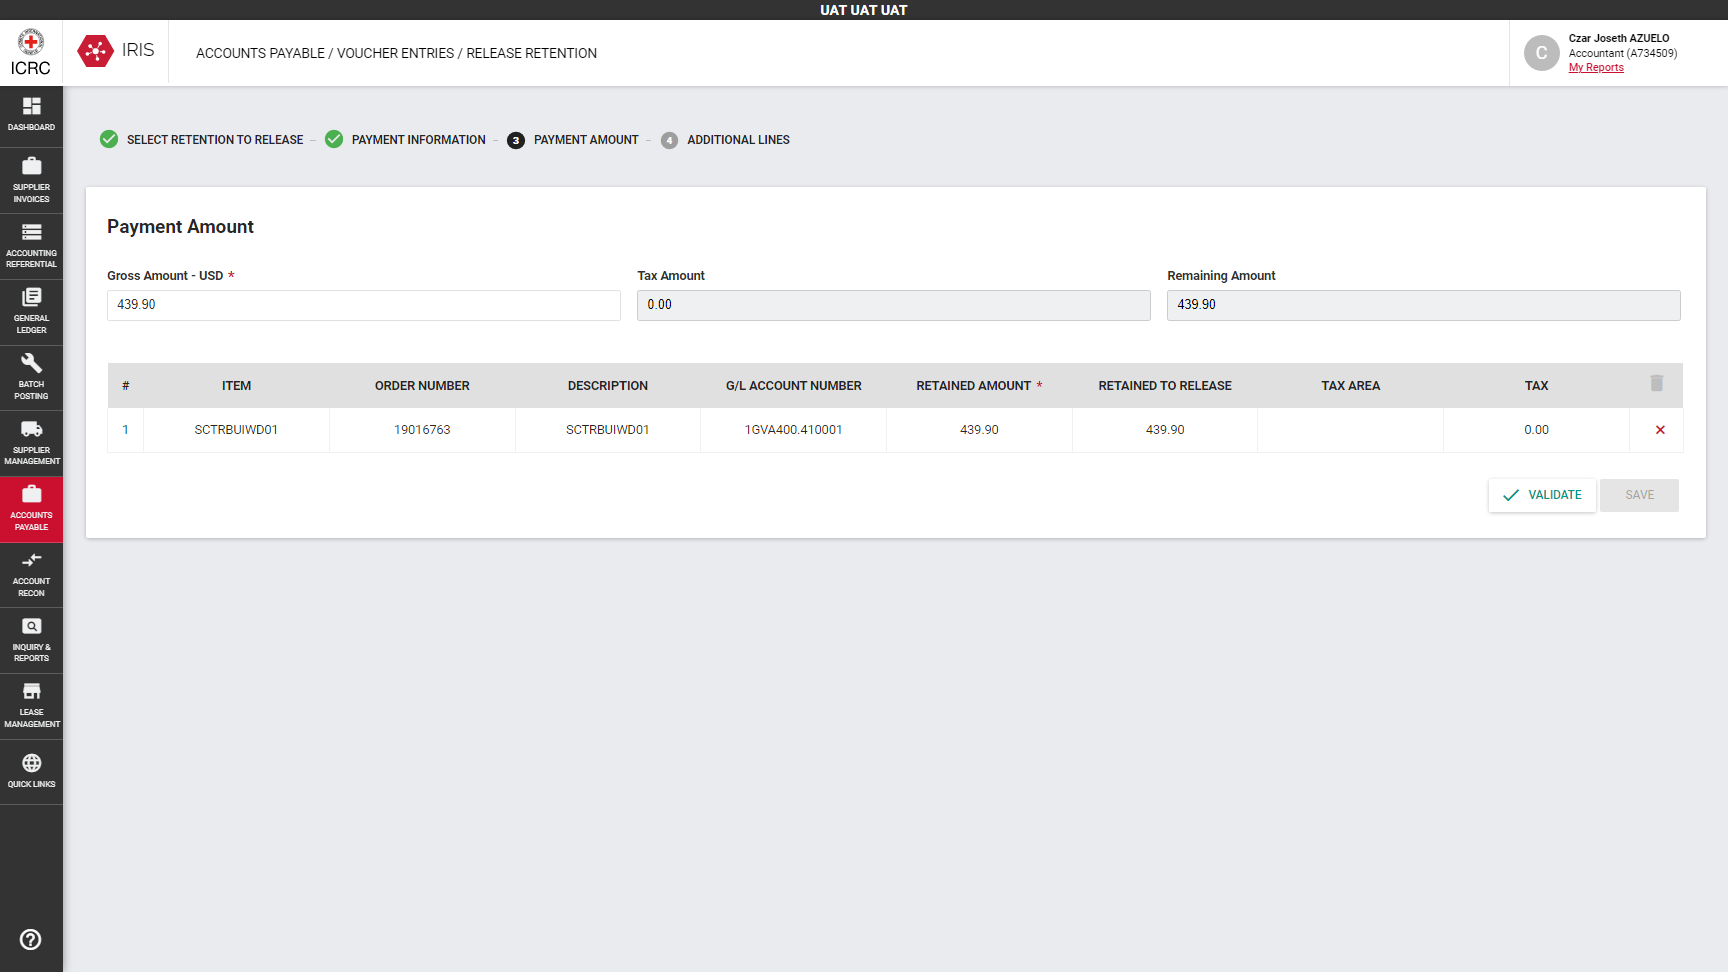 UAT UAT UAT
ICRC
IRIS
ACCOUNTS PAYABLE / VOUCHER ENTRIES / RELEASE RETENTION
C
Czar Joseth AZUELO
Accountant (A734509)
My Reports
DASHBOARD
SUPPLIER
INVOICES
ACCOUNTING
REFERENTIAL
GENERAL
LEDGER
BATCH
POSTING
SUPPLIER
MANAGEMENT
ACCOUNTS
PAYABLE
ACCOUNT
RECON
INQUIRY &
REPORTS
LEASE
MANAGEMENT
QUICK LINKS
?
SELECT RETENTION TO RELEASE – PAYMENT INFORMATION – 3 PAYMENT AMOUNT – 4 ADDITIONAL LINES
Payment Amount
Gross Amount - USD * Tax Amount Remaining Amount
439.90 0.00 439.90
# ITEM ORDER NUMBER DESCRIPTION G/L ACCOUNT NUMBER RETAINED AMOUNT * RETAINED TO RELEASE TAX AREA TAX
1 SCTRBUIWD01 19016763 SCTRBUIWD01 1GVA400.410001 439.90 439.90 0.00
VALIDATE SAVE